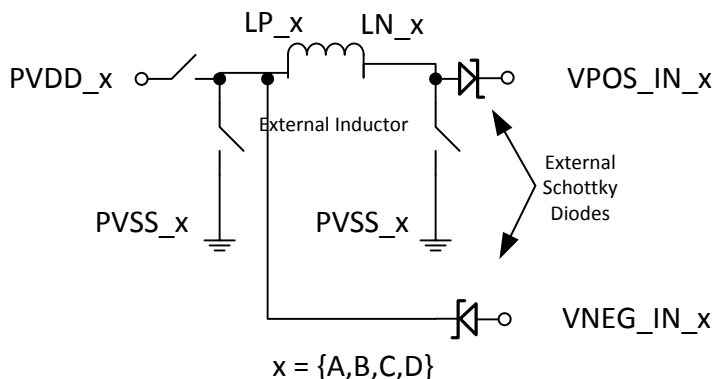 LP_x
LN_x
PVDD_x
VPOS_IN_x
External Inductor
External
Schottky
Diodes
PVSS_x
PVSS_x
VNEG_IN_x
x = {A,B,C,D}